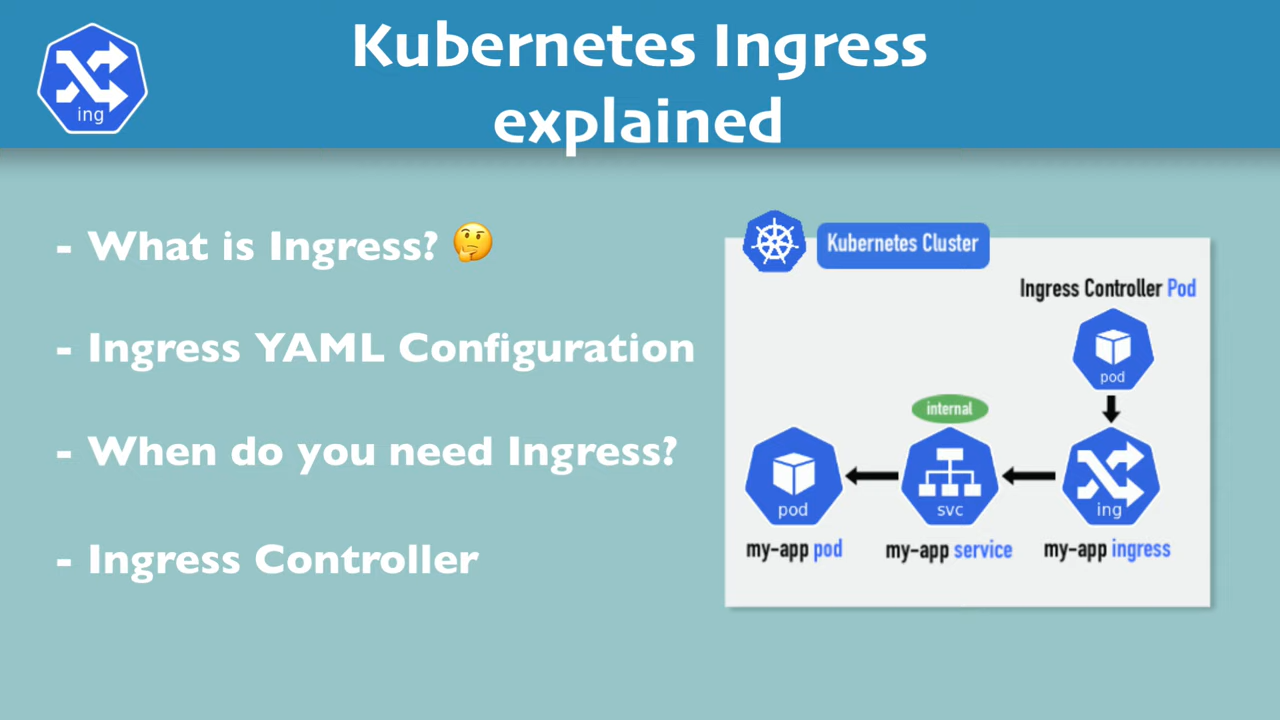 Kubernetes Ingress
explained
ing
- What is Ingress? 🤔
- Ingress YAML Configuration
- When do you need Ingress?
- Ingress Controller
Kubernetes Cluster
Ingress Controller Pod
pod
internal
pod
svc
ing
my-app pod
my-app service
my-app ingress